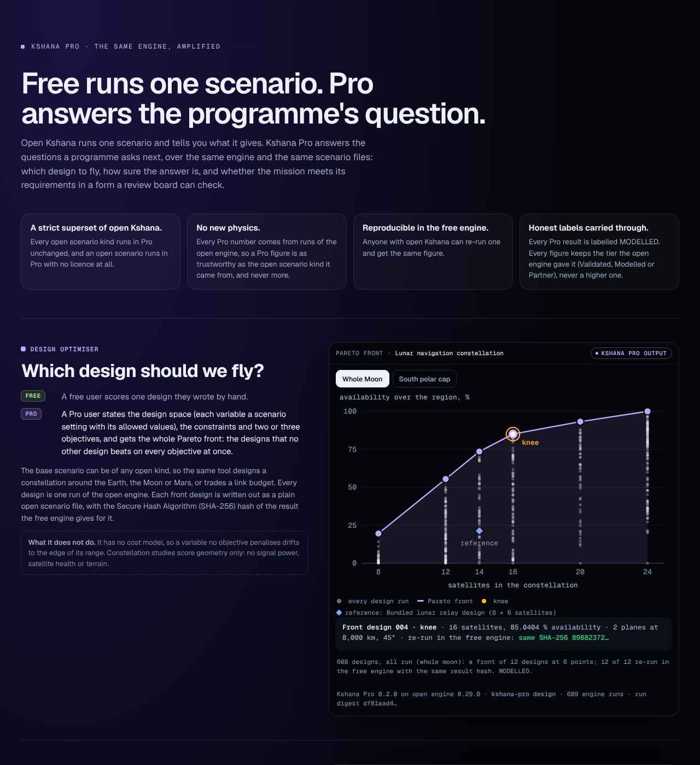 KSHANA PRO · THE SAME ENGINE, AMPLIFIED
Free runs one scenario. Pro
answers the programme's question.
Open Kshana runs one scenario and tells you what it gives. Kshana Pro answers the
questions a programme asks next, over the same engine and the same scenario files:
which design to fly, how sure the answer is, and whether the mission meets its
requirements in a form a review board can check.
A strict superset of open Kshana.
Every open scenario kind runs in Pro
unchanged, and an open scenario runs in
Pro with no licence at all.
No new physics.
Every Pro number comes from runs of the
open engine, so a Pro figure is as
trustworthy as the open scenario kind it
came from, and never more.
Reproducible in the free engine.
Anyone with open Kshana can re-run one
and get the same figure.
Honest labels carried through.
Every Pro result is labelled MODELLED.
Every figure keeps the tier the open
engine gave it (Validated, Modelled or
Partner), never a higher one.
DESIGN OPTIMISER
Which design should we fly?
FREE
A free user scores one design they wrote by hand.
PRO
A Pro user states the design space (each variable a scenario
setting with its allowed values), the constraints and two or three
objectives, and gets the whole Pareto front: the designs that no
other design beats on every objective at once.
The base scenario can be of any open kind, so the same tool designs a
constellation around the Earth, the Moon or Mars, or trades a link budget. Every
design is one run of the open engine. Each front design is written out as a plain
open scenario file, with the Secure Hash Algorithm (SHA-256) hash of the result
the free engine gives for it.
What it does not do. It has no cost model, so a variable no objective penalises drifts
to the edge of its range. Constellation studies score geometry only: no signal power,
satellite health or terrain.
PARETO FRONT · Lunar navigation constellation
KSHANA PRO OUTPUT
Whole Moon
South polar cap
availability over the region, %
100
75
50
25
0
knee
reference
8
12
14
16
20
24
satellites in the constellation
every design run
Pareto front
knee
reference: Bundled lunar relay design
Front design 004 · knee · 16 satellites, 85.0404 % availability · 2 planes at
8,000 km, 45° · re-run in the free engine: same SHA-256
designs, all run (whole moon): a front of 12 designs at 6 points; 12 of 12 re-run in
the free engine with the same result hash. MODELLED.
Kshana Pro 0.2.0 on open engine 0.29.0 · kshana-pro design · engine runs · run
digest